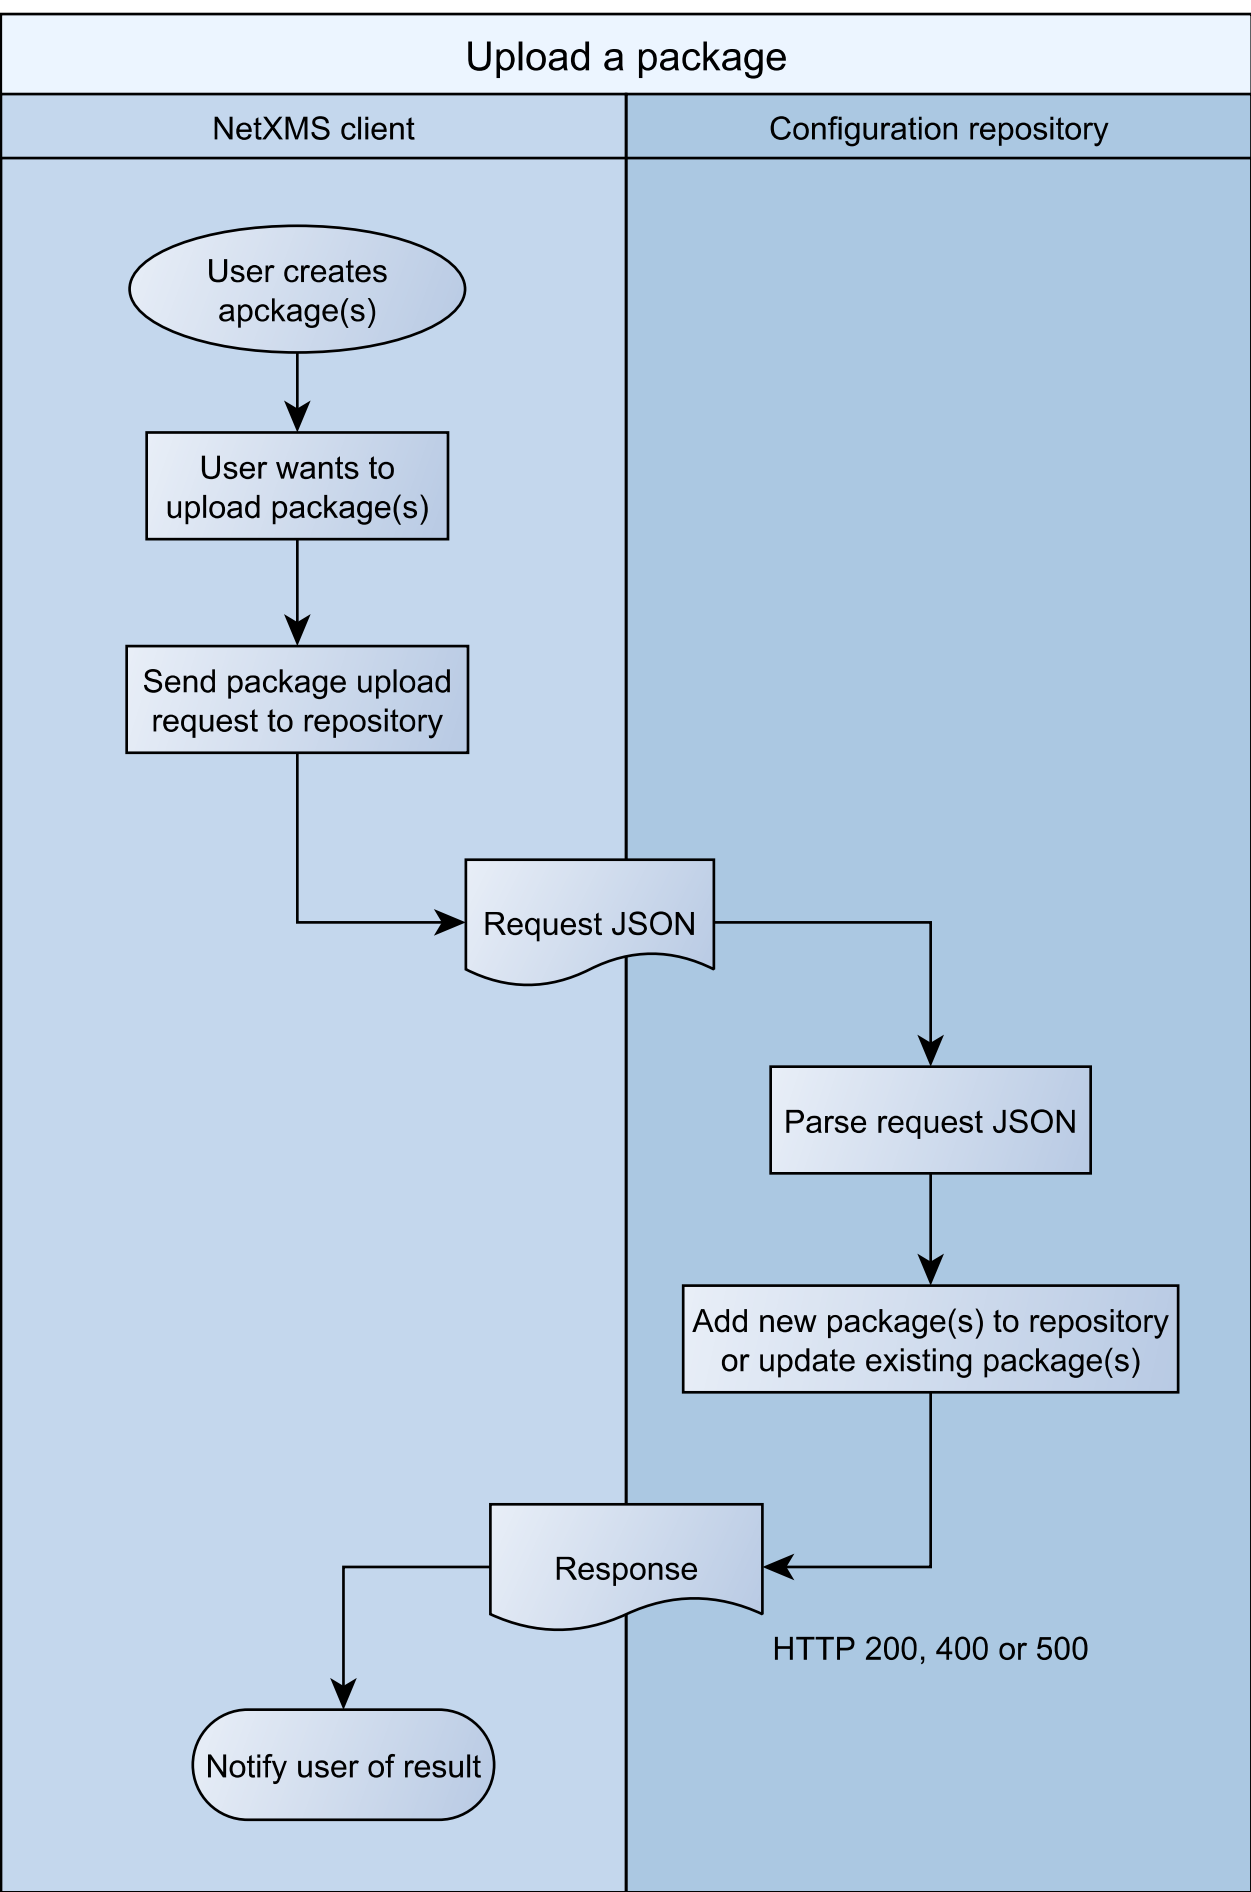 Upload a package
NetXMS client
Configuration repository
User creates
apckage(s)
User wants to
upload package(s)
Send package upload
request to repository
Request JSON
Parse request JSON
Add new package(s) to repository
or update existing package(s)
Response
HTTP 200, 400 or 500
Notify user of result